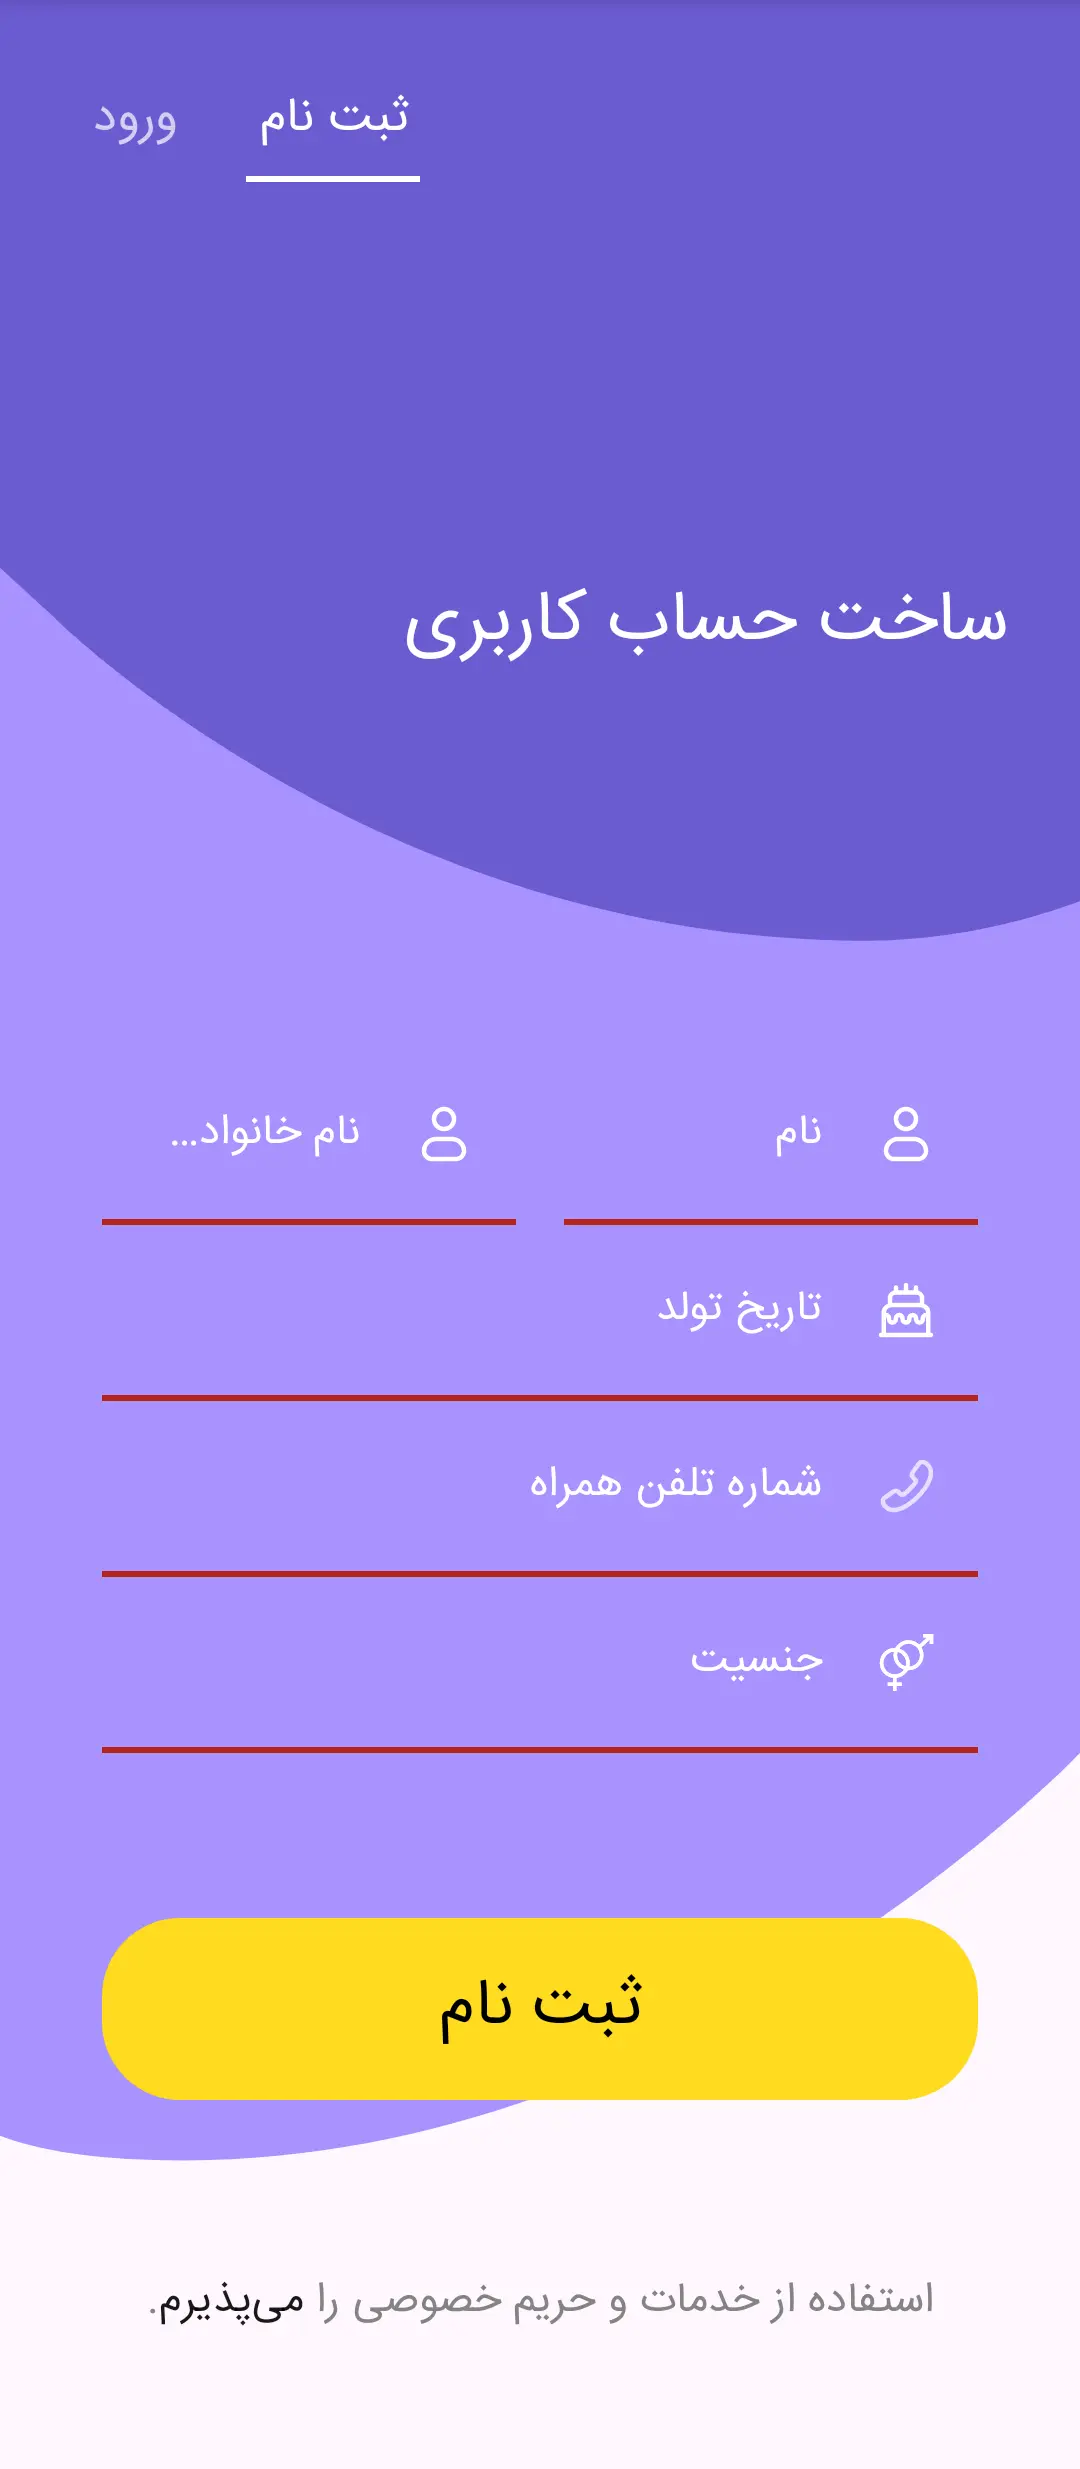 ثبت نام
ورود
ساخت حساب کاربری
نام
نام خانواد...
تاریخ تولد
شماره تلفن همراه
جنسیت
ثبت نام
استفاده از خدمات و حریم خصوصی را می‌پذیرم.